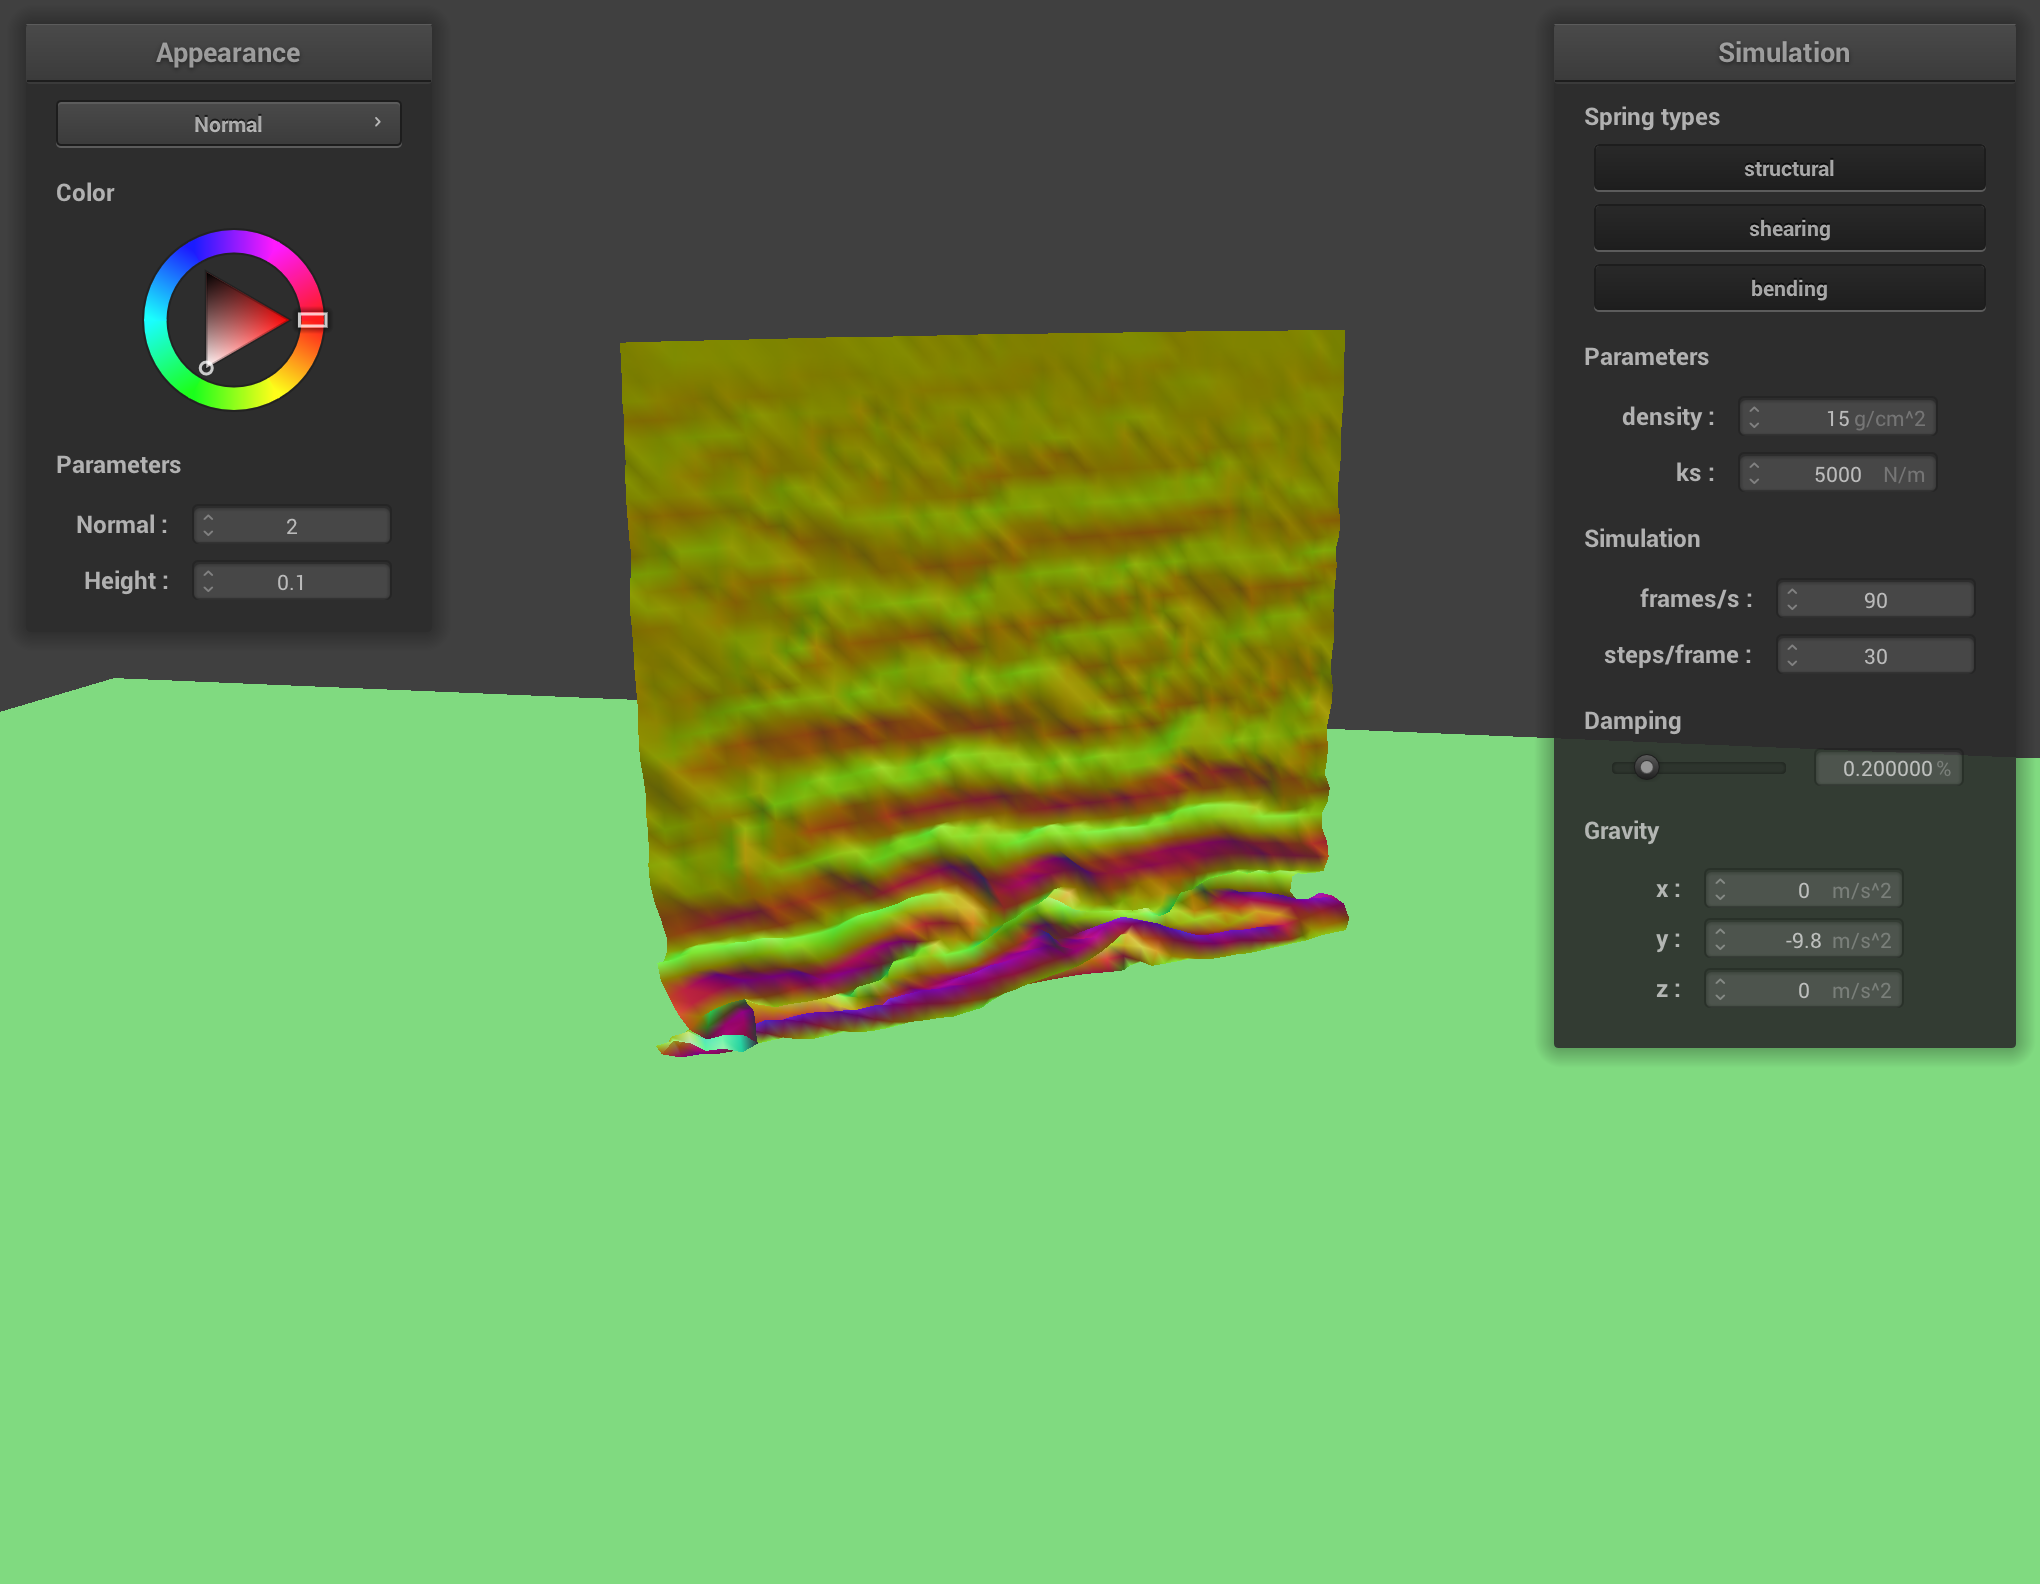 Appearance
Normal
Color
Parameters
Normal : 2
Height : 0.1
Simulation
Spring types
structural
shearing
bending
Parameters
density : 15 g/cm^2
ks : 5000 N/m
Simulation
frames/s : 90
steps/frame : 30
Damping
0.200000 %
Gravity
x : 0 m/s^2
y : -9.8 m/s^2
z : 0 m/s^2